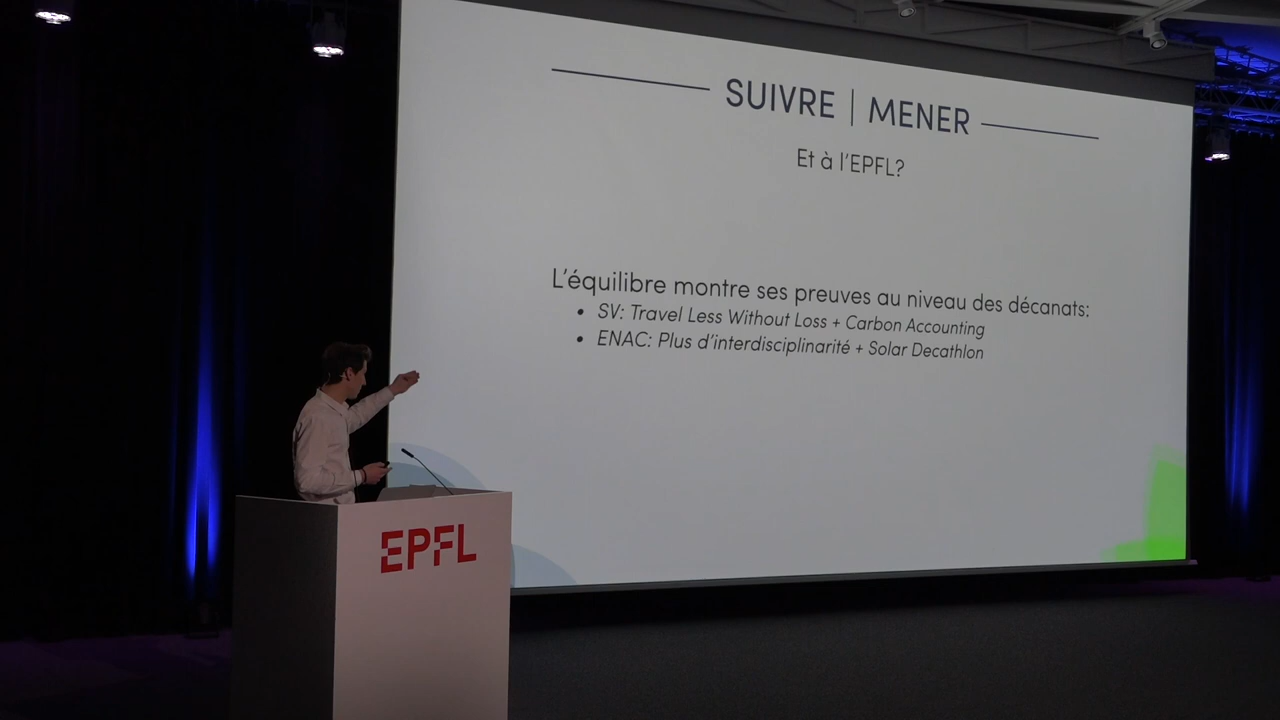 SUIVRE | MENER
Et à l'EPFL?
L'équilibre montre ses preuves au niveau des décanats:
• SV: Travel Less Without Loss + Carbon Accounting
• ENAC: Plus d'interdisciplinarité + Solar Decathlon
EPFL